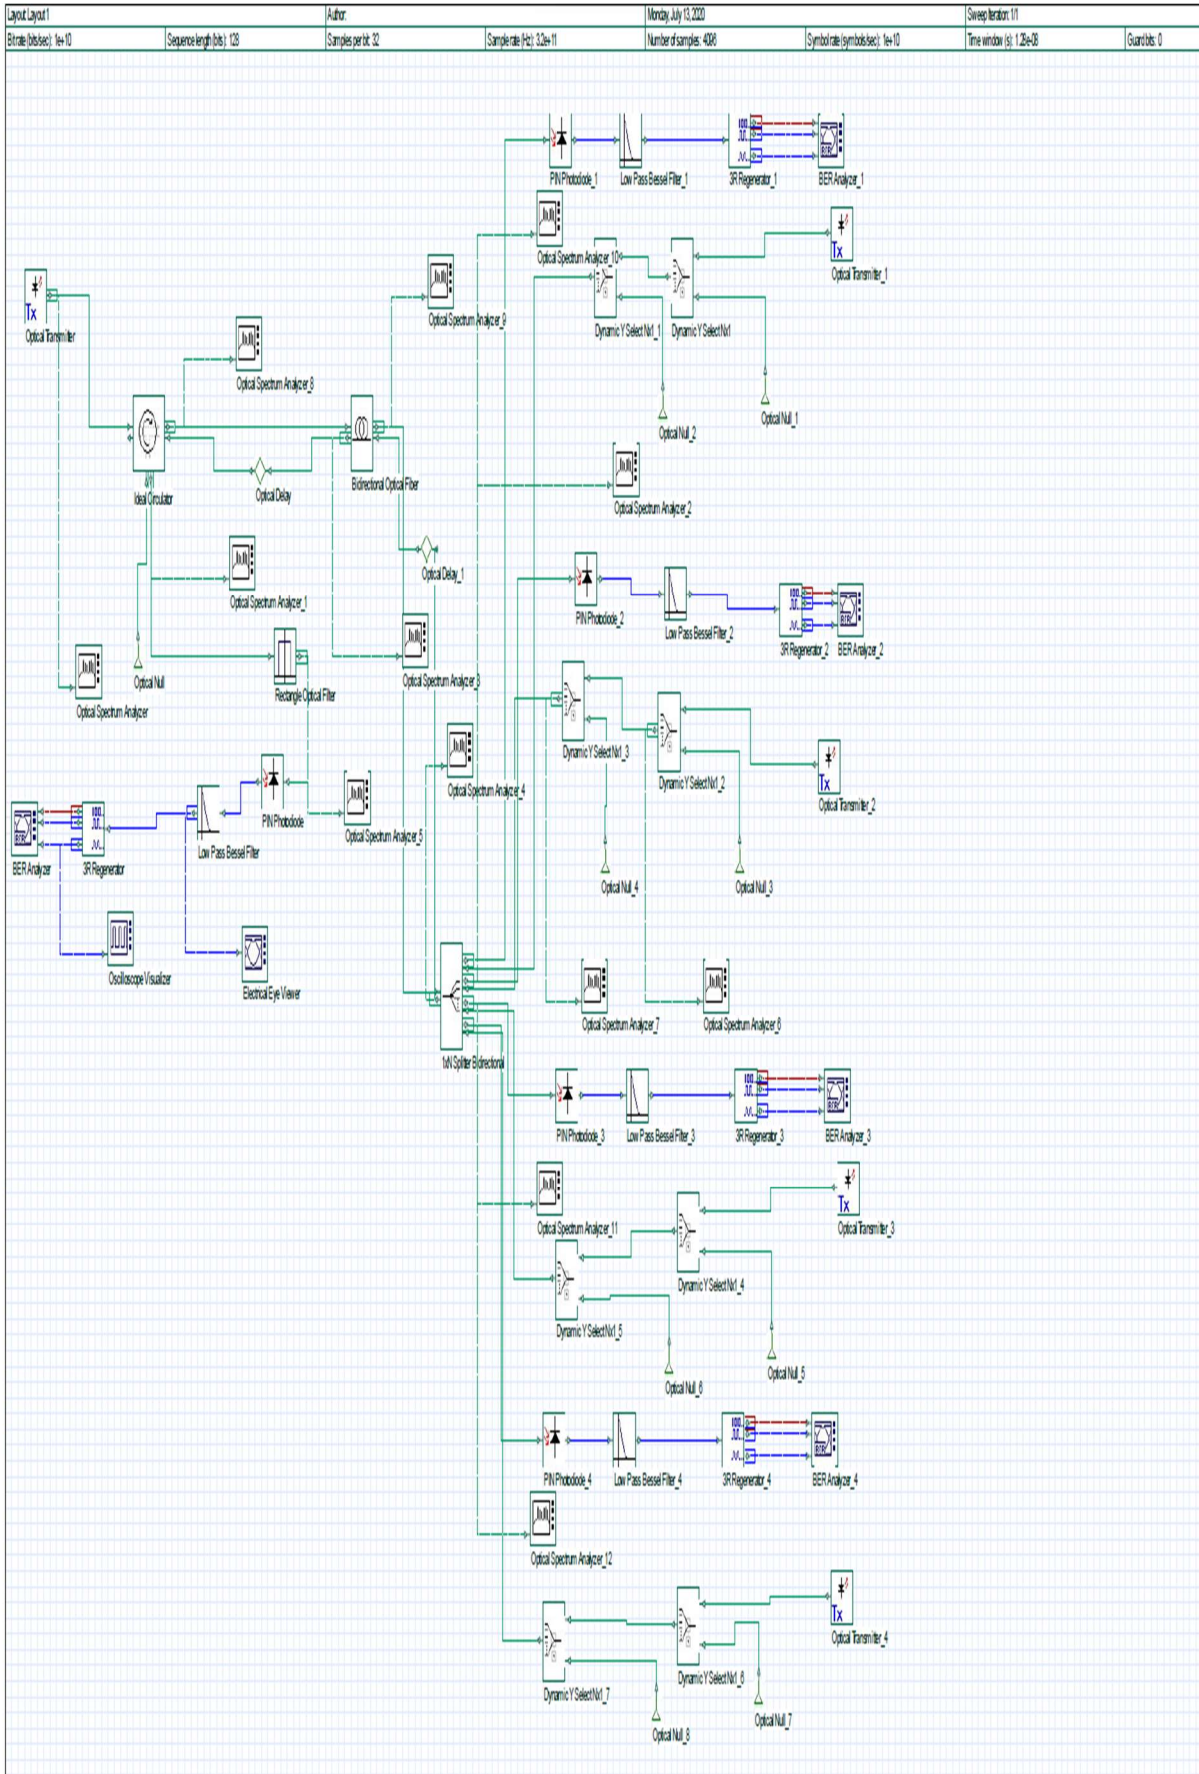 Layout: Layout 1 Author: Monday, July 13, 2020 Sweep Iteration: 1/1
Bitrate (bits/sec): 1e+10 Sequence length (bits): 128 Samples per bit: 32 Sample rate (Hz): 3.2e+11 Number of samples: 4096 Symbol rate (symbols/sec): 1e+10 Time window (s): 1.28e-08 Guard bits: 0
PIN Photodiode_1 Low Pass Bessel Filter_1 3R Regenerator_1 BER Analyzer_1
Optical Spectrum Analyzer_10
Tx
Optical Transmitter_1
Optical Spectrum Analyzer_9
Tx
Optical Transmitter
Dynamic Y Select Nx1_1 Dynamic Y Select Nx1
Optical Spectrum Analyzer_8
Optical Null_1
Optical Null_2
Ideal Circulator Optical Delay Bidirectional Optical Fiber
Optical Spectrum Analyzer_2
Optical Delay_1
Optical Spectrum Analyzer_1
PIN Photodiode_2 Low Pass Bessel Filter_2 3R Regenerator_2 BER Analyzer_2
Optical Null Rectangle Optical Filter Optical Spectrum Analyzer_3
Optical Spectrum Analyzer
Dynamic Y Select Nx1_3 Dynamic Y Select Nx1_2
Tx
Optical Transmitter_2
Optical Spectrum Analyzer_4
PIN Photodiode Optical Spectrum Analyzer_5
BER Analyzer 3R Regenerator Low Pass Bessel Filter
Optical Null_4 Optical Null_3
Oscilloscope Visualizer Electrical Eye Viewer
Optical Spectrum Analyzer_7 Optical Spectrum Analyzer_6
1xN Splitter Bidirectional
PIN Photodiode_3 Low Pass Bessel Filter_3 3R Regenerator_3 BER Analyzer_3
Optical Spectrum Analyzer_11
Tx
Optical Transmitter_3
Dynamic Y Select Nx1_4
Dynamic Y Select Nx1_5
Optical Null_5
Optical Null_6
PIN Photodiode_4 Low Pass Bessel Filter_4 3R Regenerator_4 BER Analyzer_4
Optical Spectrum Analyzer_12
Tx
Optical Transmitter_4
Dynamic Y Select Nx1_6
Dynamic Y Select Nx1_7
Optical Null_7
Optical Null_8